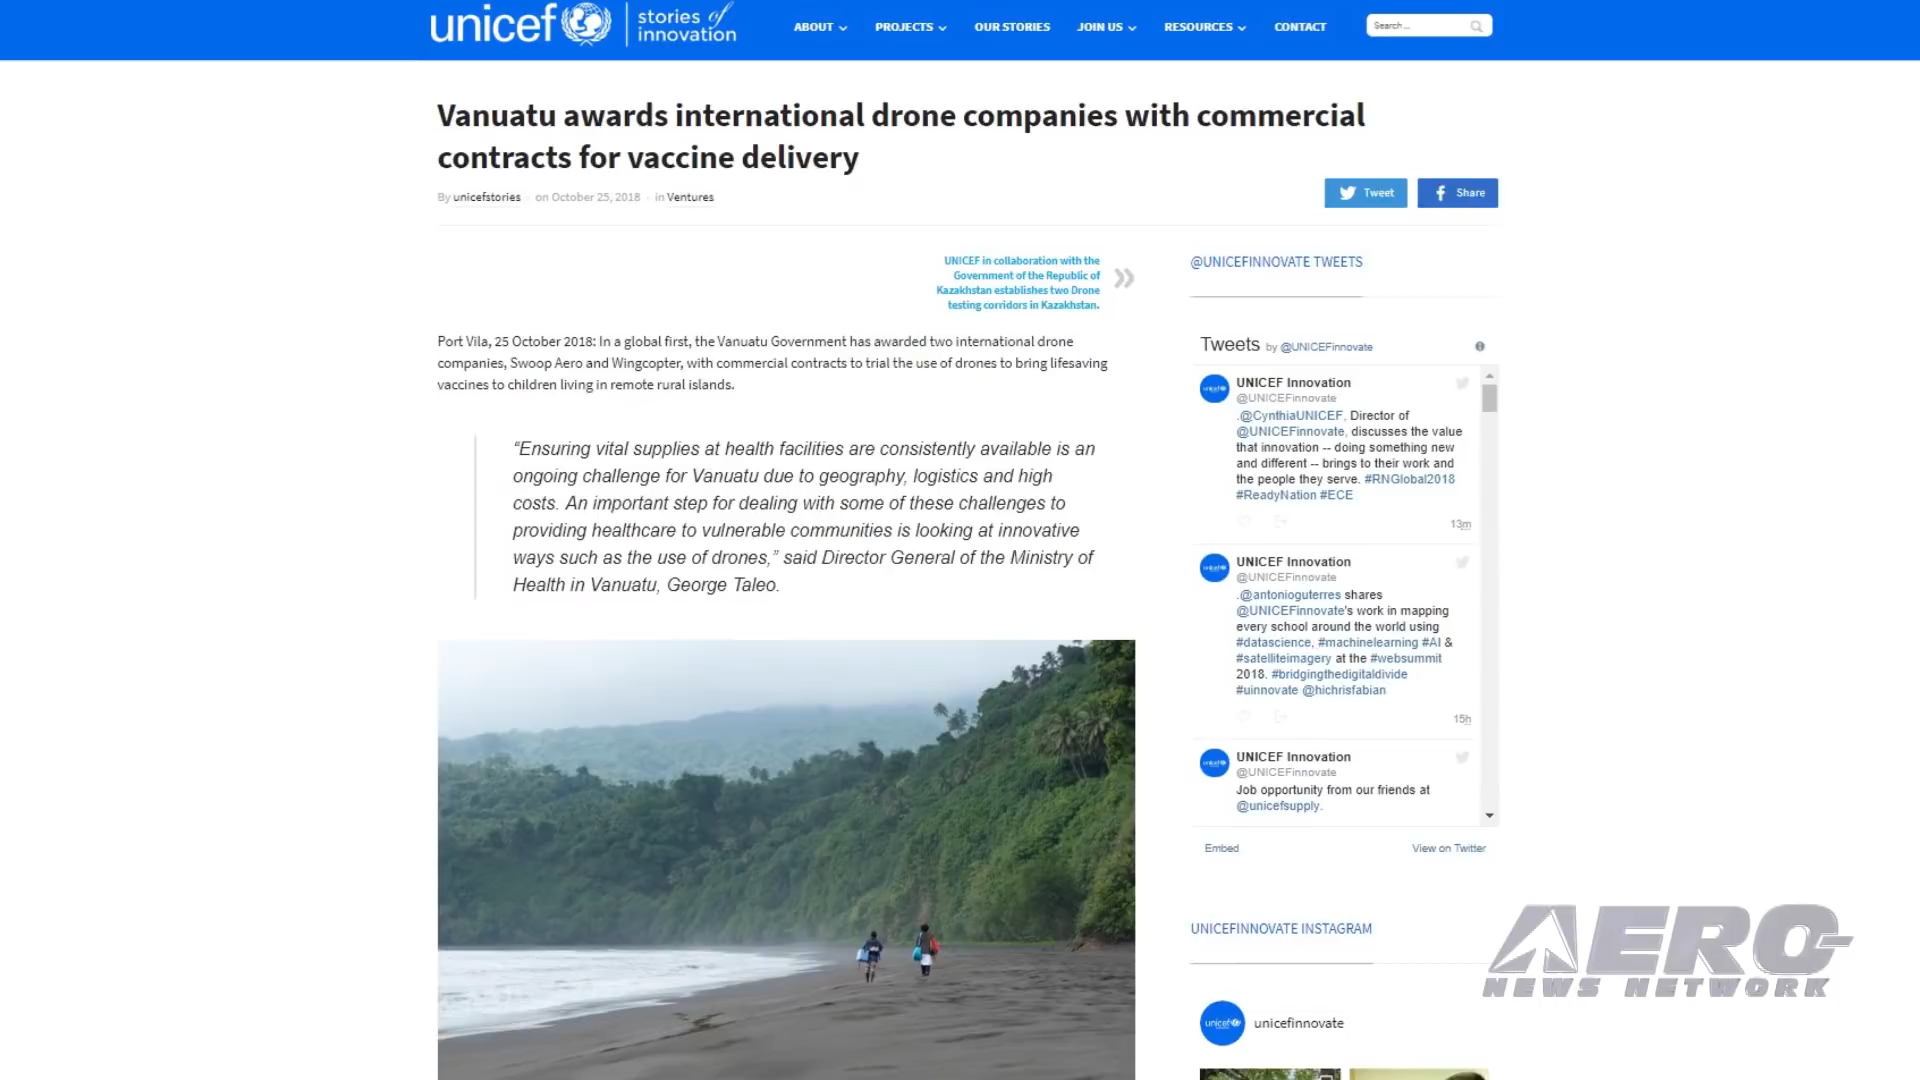 unicef
stories of
innovation
ABOUT
PROJECTS
OUR STORIES
JOIN US
RESOURCES
CONTACT
Search ...
Vanuatu awards international drone companies with commercial
contracts for vaccine delivery
By unicefstories on October 25, 2018 · in Ventures
Tweet
Share
UNICEF in collaboration with the
Government of the Republic of
Kazakhstan establishes two Drone
testing corridors in Kazakhstan.
»
Port Vila, 25 October 2018: In a global first, the Vanuatu Government has awarded two international drone
companies, Swoop Aero and Wingcopter, with commercial contracts to trial the use of drones to bring lifesaving
vaccines to children living in remote rural islands.
“Ensuring vital supplies at health facilities are consistently available is an
ongoing challenge for Vanuatu due to geography, logistics and high
costs. An important step for dealing with some of these challenges to
providing healthcare to vulnerable communities is looking at innovative
ways such as the use of drones,” said Director General of the Ministry of
Health in Vanuatu, George Taleo.
@UNICEFINNOVATE TWEETS
Tweets by @UNICEFinnovate
UNICEF Innovation
@UNICEFinnovate
.@CynthiaUNICEF, Director of
@UNICEFinnovate, discusses the value
that innovation -- doing something new
and different -- brings to their work and
the people they serve. #RNGlobal2018
#ReadyNation #ECE
13m
UNICEF Innovation
@UNICEFinnovate
.@antonioguterres shares
@UNICEFinnovate's work in mapping
every school around the world using
#datascience, #machinelearning #AI &
#satelliteimagery at the #websummit
2018. #bridgingthedigitaldivide
#uinnovate @hichrisfabian
15h
UNICEF Innovation
@UNICEFinnovate
Job opportunity from our friends at
@unicefsupply.
Embed
View on Twitter
UNICEFINNOVATE INSTAGRAM
unicef
unicefinnovate
AERO-
NEWS NETWORK